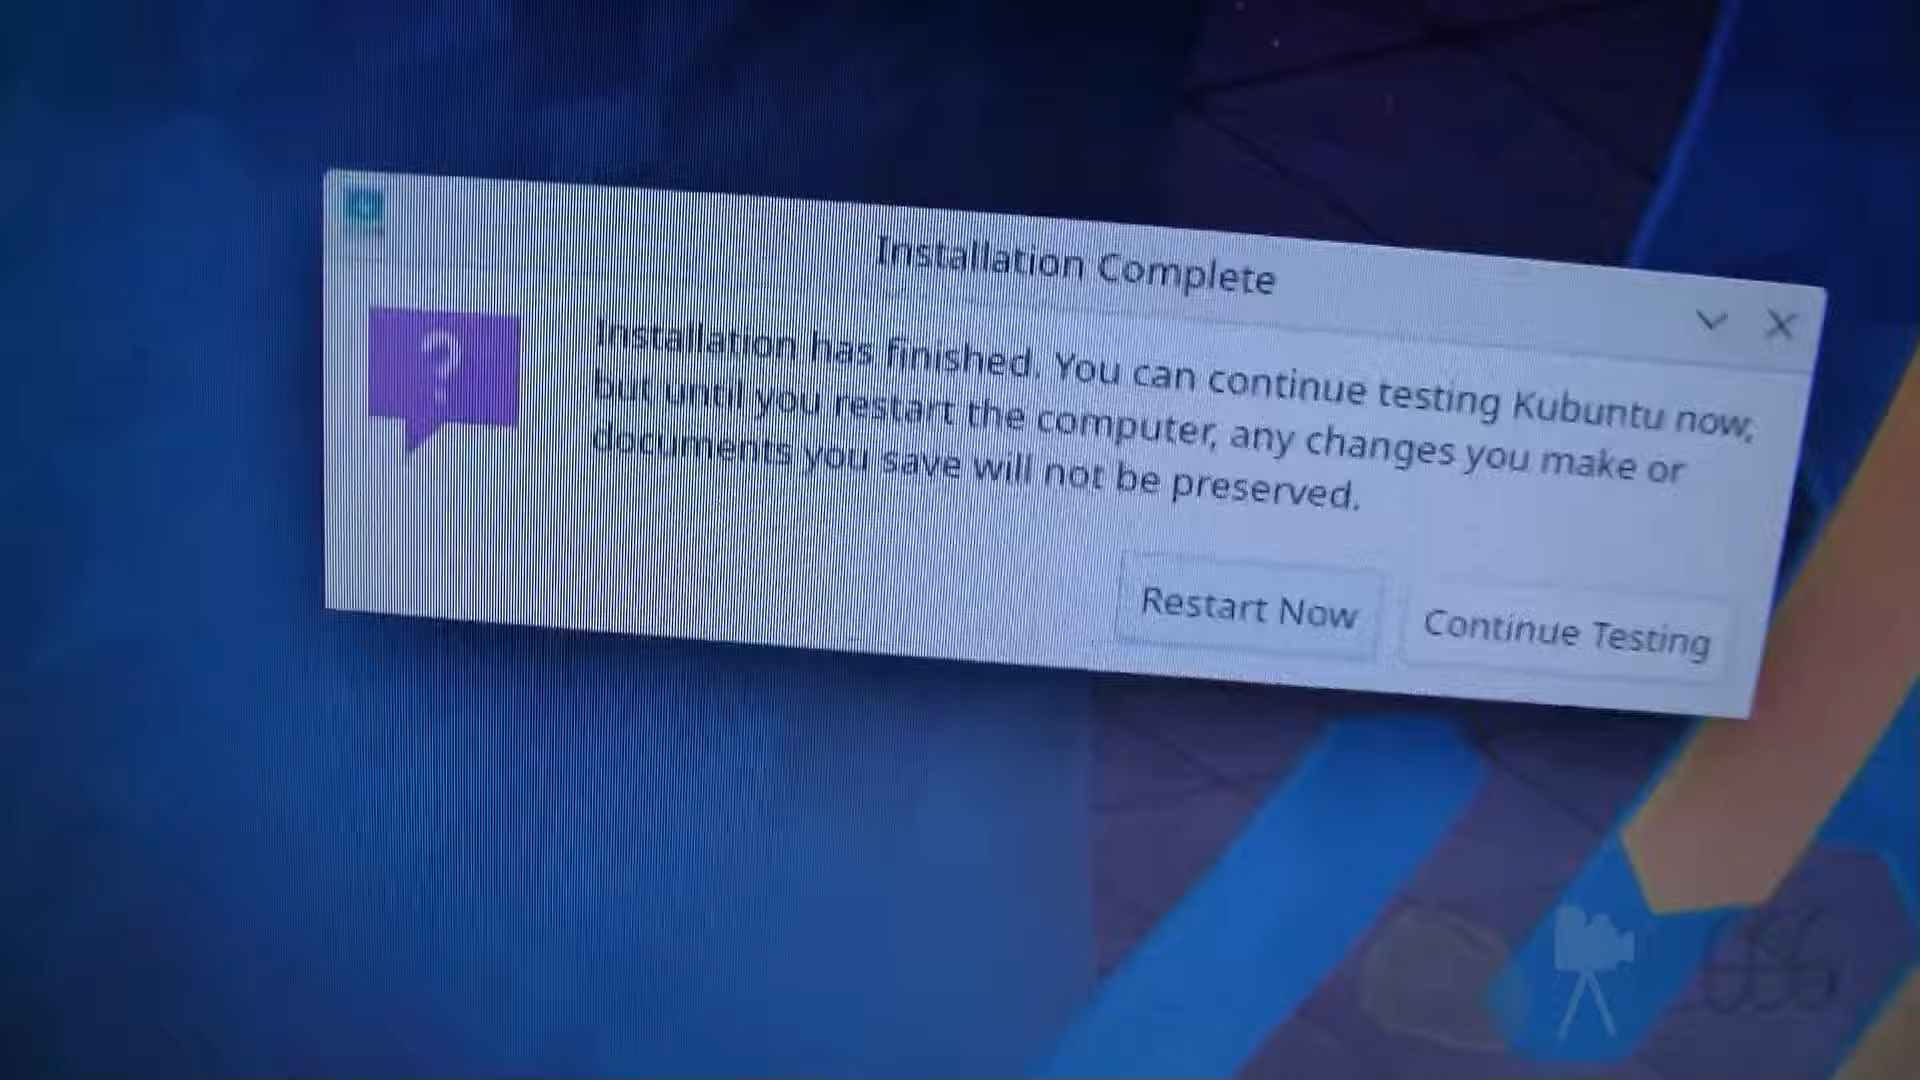 Installation Complete
Installation has finished. You can continue testing Kubuntu now,
but until you restart the computer, any changes you make or
documents you save will not be preserved.
Restart Now
Continue Testing